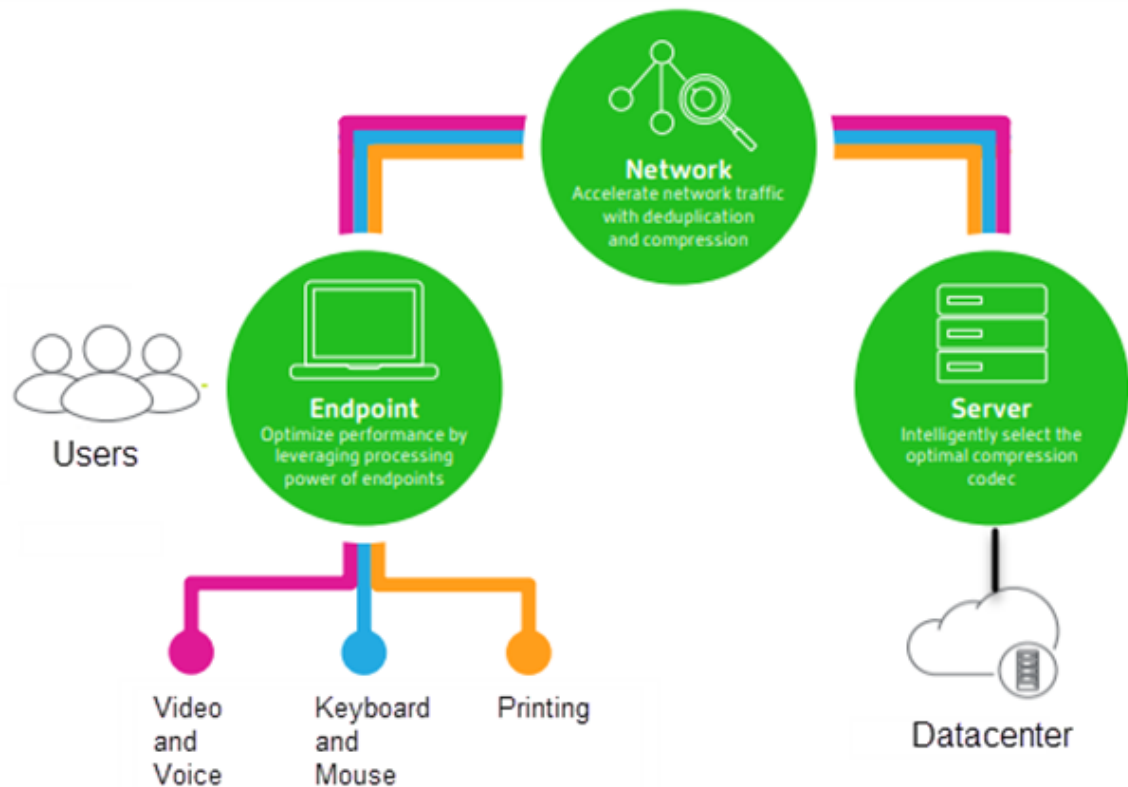 Network
Accelerate network traffic
with deduplication
and compression
Endpoint
Optimize performance by
leveraging processing
power of endpoints
Server
Intelligently select the
optimal compression
codec
Users
Video
and
Voice
Keyboard
and
Mouse
Printing
Datacenter